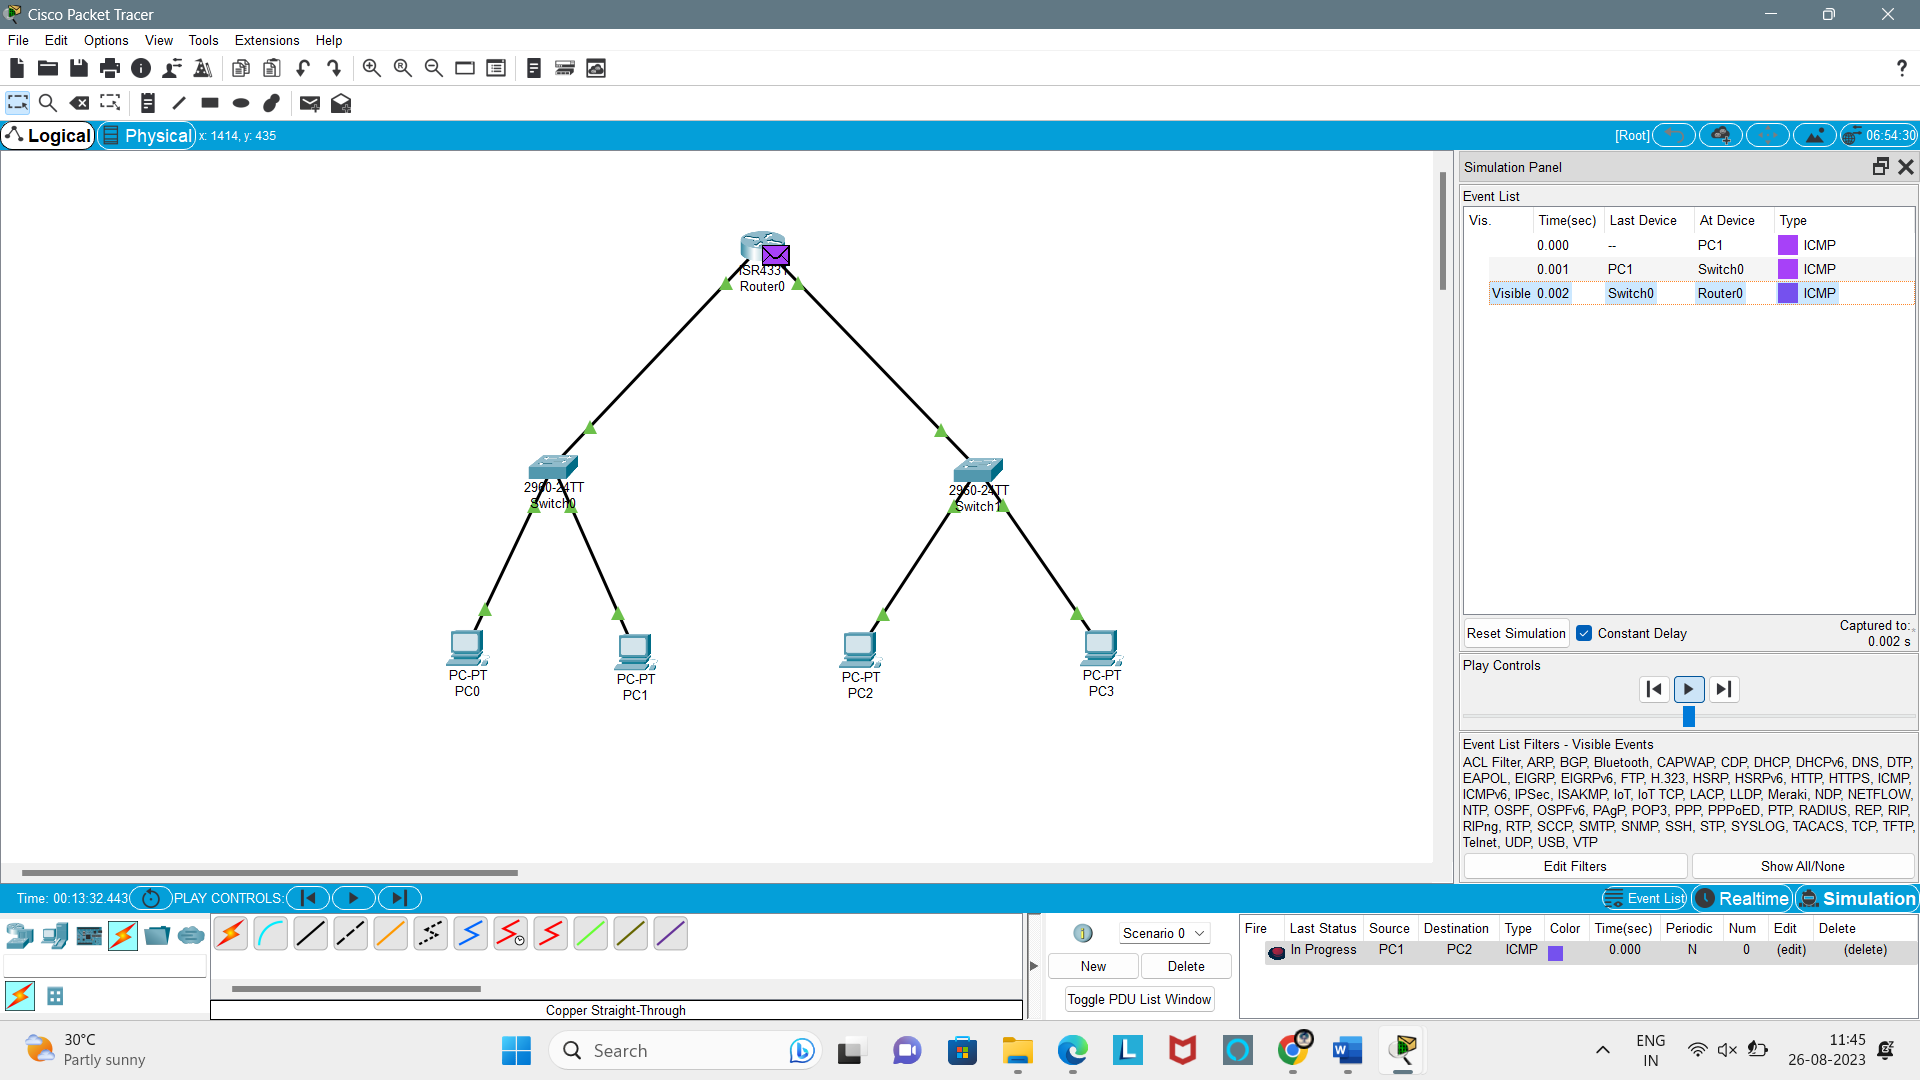 Cisco Packet Tracer
File Edit Options View Tools Extensions Help
?
Logical Physical x: 1414, y: 435 [Root] 06:54:30
Simulation Panel
Event List
Vis. Time(sec) Last Device At Device Type
0.000 -- PC1 ICMP
0.001 PC1 Switch0 ICMP
Visible 0.002 Switch0 Router0 ICMP
ISR4331
Router0
2960-24TT
Switch0
2960-24TT
Switch1
PC-PT
PC0
PC-PT
PC1
PC-PT
PC2
PC-PT
PC3
Reset Simulation Constant Delay Captured to:
0.002 s
Play Controls
Event List Filters - Visible Events
ACL Filter, ARP, BGP, Bluetooth, CAPWAP, CDP, DHCP, DHCPv6, DNS, DTP,
EAPOL, EIGRP, EIGRPv6, FTP, H.323, HSRP, HSRPv6, HTTP, HTTPS, ICMP,
ICMPv6, IPSec, ISAKMP, IoT, IoT TCP, LACP, LLDP, Meraki, NDP, NETFLOW,
NTP, OSPF, OSPFv6, PAgP, POP3, PPP, PPPoED, PTP, RADIUS, REP, RIP,
RIPng, RTP, SCCP, SMTP, SNMP, SSH, STP, SYSLOG, TACACS, TCP, TFTP,
Telnet, UDP, USB, VTP
Edit Filters Show All/None
Time: 00:13:32.443 PLAY CONTROLS: Event List Realtime Simulation
Scenario 0
New Delete
Toggle PDU List Window
Fire Last Status Source Destination Type Color Time(sec) Periodic Num Edit Delete
In Progress PC1 PC2 ICMP 0.000 N 0 (edit) (delete)
Copper Straight-Through
30°C
Partly sunny
Search
ENG
IN
11:45
26-08-2023